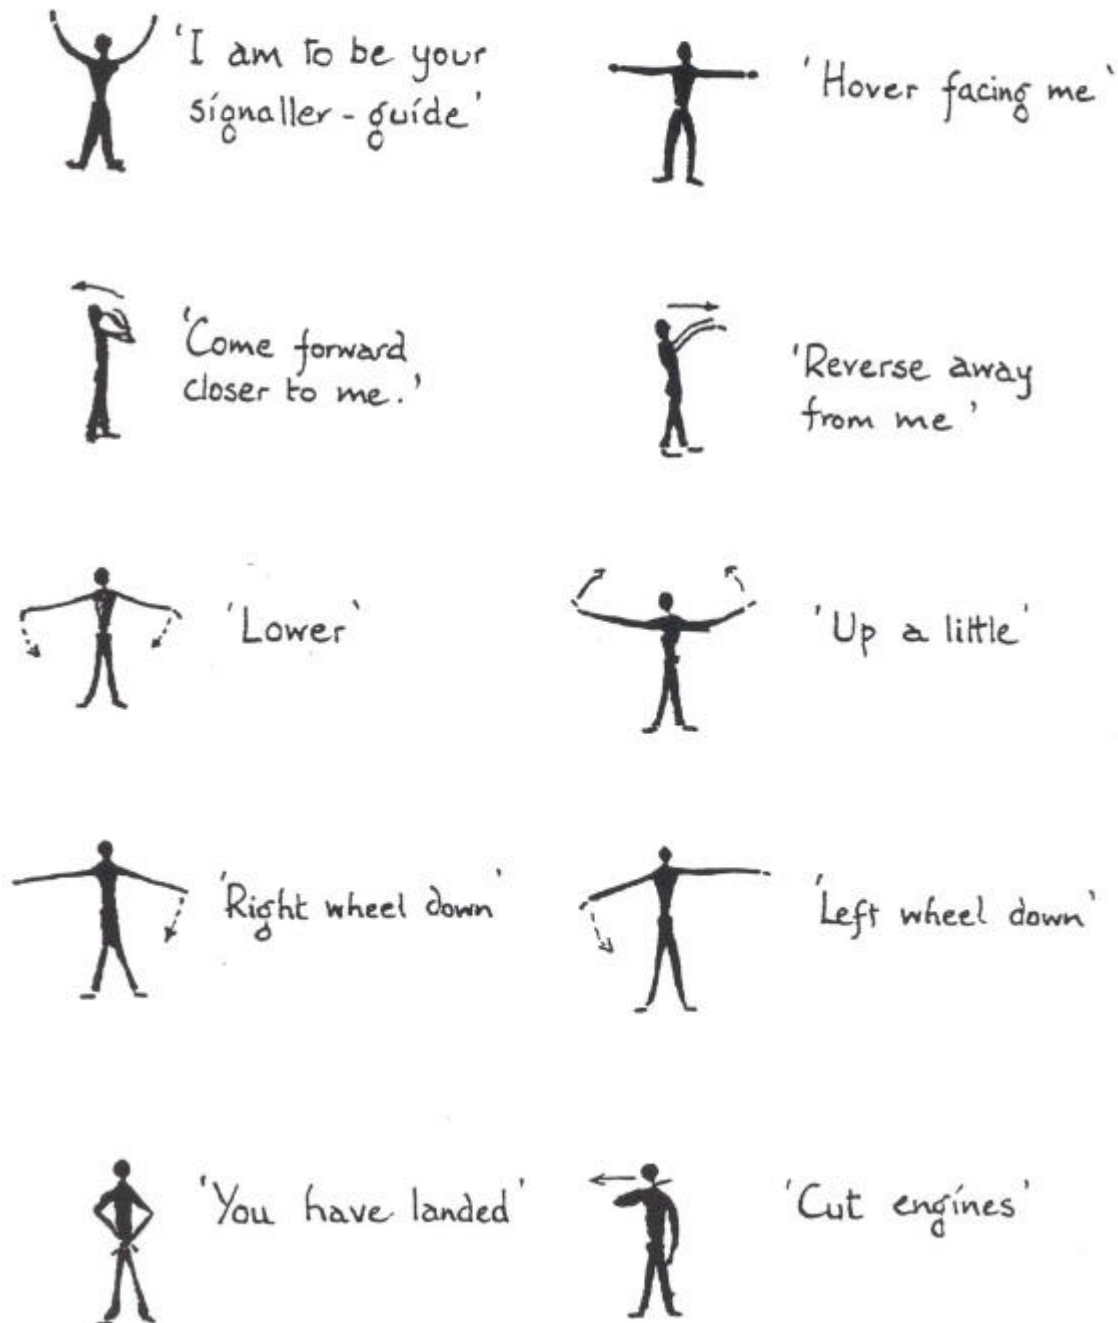 'I am to be your
signaller - guide'
'Hover facing me'
'Come forward
closer to me.'
'Reverse away
from me'
'Lower'
'Up a little'
'Right wheel down'
'Left wheel down'
'You have landed'
'Cut engines'